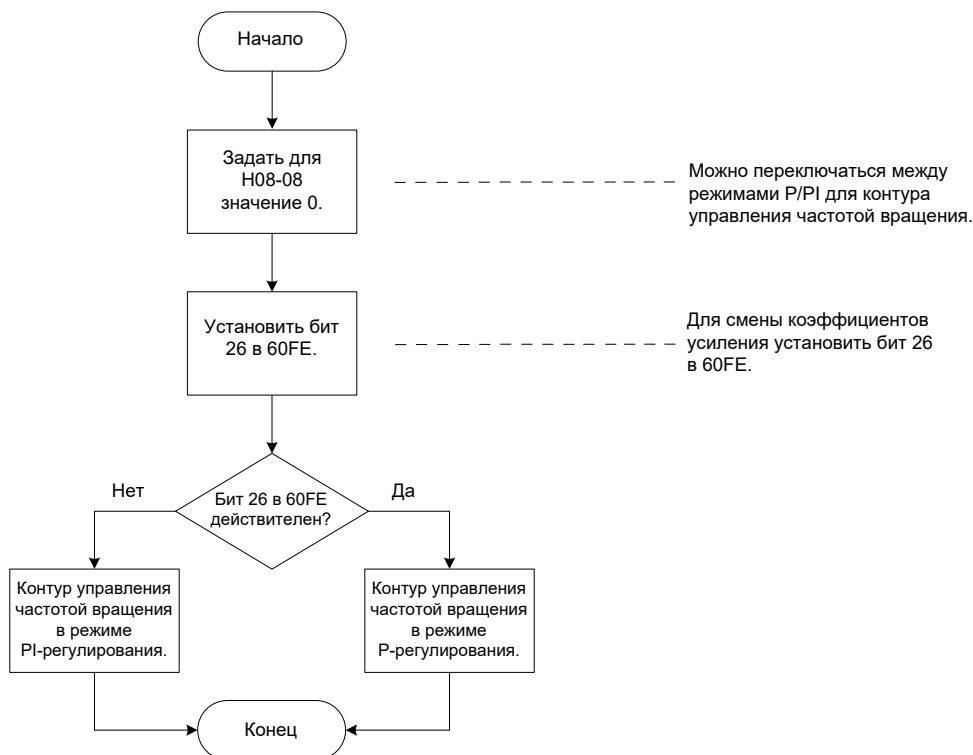 Начало
Задать для
H08-08
значение 0.
Можно переключаться между
режимами P/PI для контура
управления частотой вращения.
Установить бит
26 в 60FE.
Для смены коэффициентов
усиления установить бит 26
в 60FE.
Нет
Да
Бит 26 в 60FE
действителен?
Контур управления
частотой вращения
в режиме
PI-регулирования.
Контур управления
частотой вращения
в режиме
P-регулирования.
Конец